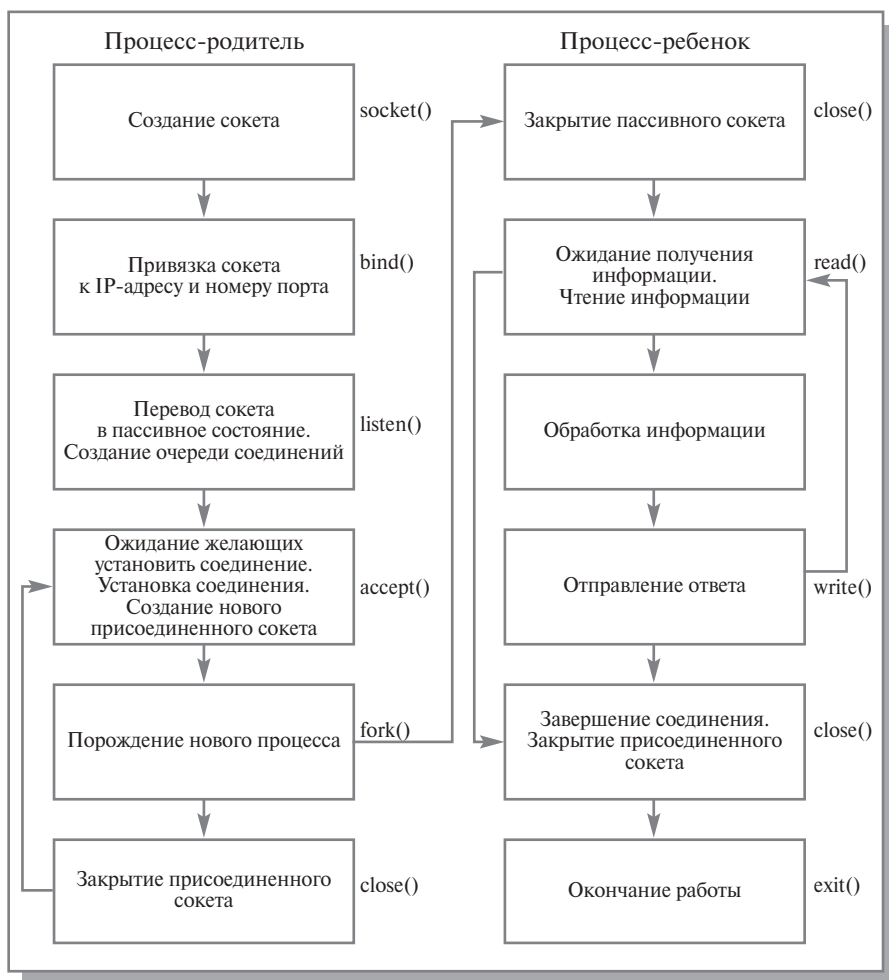 Процесс-родитель
Создание сокета
socket()
Привязка сокета
к IP-адресу и номеру порта
bind()
Перевод сокета
в пассивное состояние.
Создание очереди соединений
listen()
Ожидание желающих
установить соединение.
Установка соединения.
Создание нового
присоединенного сокета
accept()
Порождение нового процесса
fork()
Закрытие присоединенного
сокета
close()
Процесс-ребенок
Закрытие пассивного сокета
close()
Ожидание получения
информации.
Чтение информации
read()
Обработка информации
Отправление ответа
write()
Завершение соединения.
Закрытие присоединенного
сокета
close()
Окончание работы
exit()